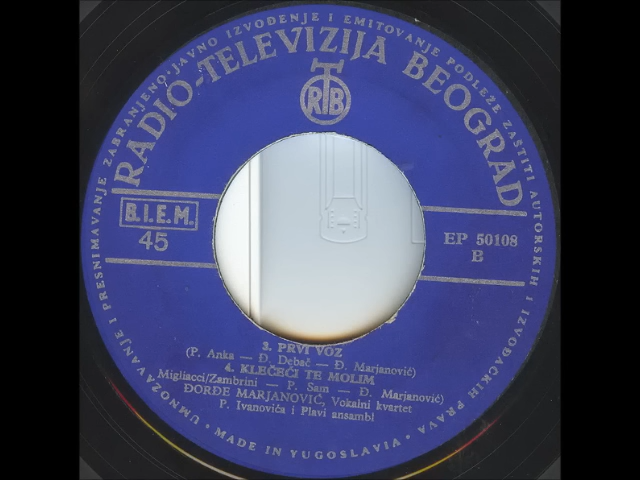 UMNOŽAVANJE I PRESNIMAVANJE ZABRANJENO·JAVNO IZVOĐENJE I EMITOVANJE PODLEŽE ZAŠTITI AUTORSKIH I IZVOĐAČKIH PRAVA
RADIO-TELEVIZIJA BEOGRAD
RTB
B.I.E.M.
45
EP 50108
B
3. PRVI VOZ
(P. Anka — Đ. Debač — Đ. Marjanović)
4. KLEČEĆI TE MOLIM
Migliacci/Zambrini — P. Sam — Đ. Marjanović)
ĐORĐE MARJANOVIĆ, Vokalni kvartet
P. Ivanovića i Plavi ansambl
· MADE IN YUGOSLAVIA ·